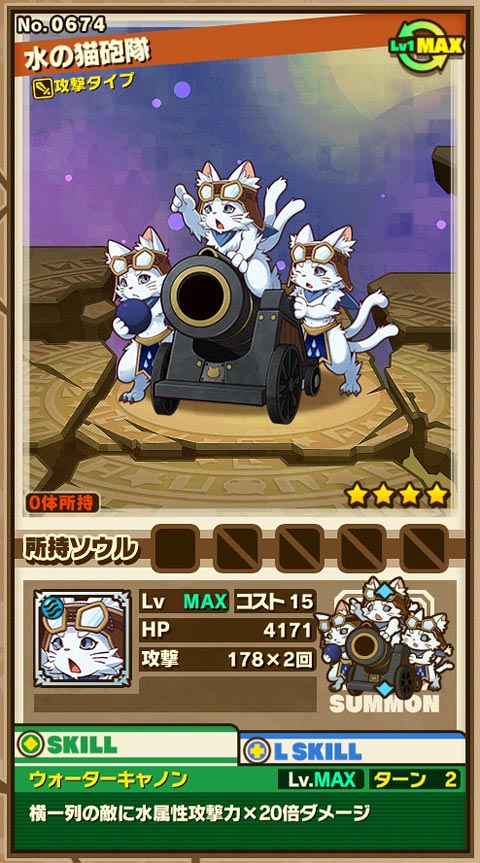 No.0674
水の猫砲隊
攻撃タイプ
Lv1 MAX
0体所持
所持ソウル
Lv MAX コスト 15
HP 4171
攻撃 178×2回
SUMMON
SKILL
L SKILL
ウォーターキャノン Lv.MAX ターン 2
横一列の敵に水属性攻撃力×20倍ダメージ